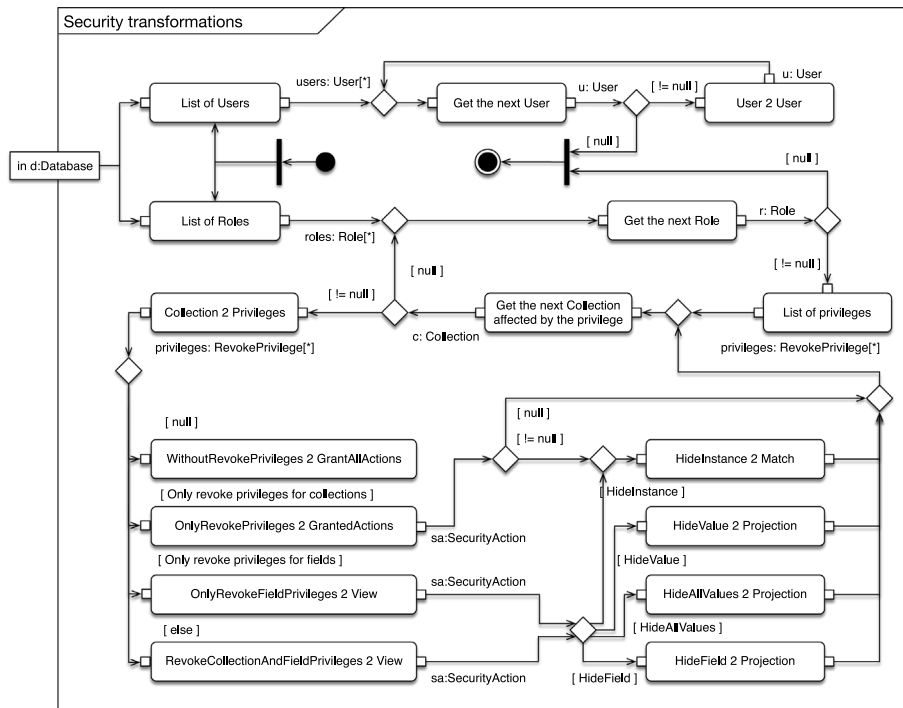 Security transformations
users: User[*]
u: User
List of Users
Get the next User
u: User
[ != null ]
User 2 User
[ null ]
[ null ]
in d:Database
List of Roles
roles: Role[*]
Get the next Role
r: Role
[ null ]
[ != null ]
[ != null ]
Collection 2 Privileges
Get the next Collection
affected by the privilege
List of privileges
c: Collection
privileges: RevokePrivilege[*]
privileges: RevokePrivilege[*]
[ null ]
[ null ]
[ != null ]
WithoutRevokePrivileges 2 GrantAllActions
HideInstance 2 Match
[ Only revoke privileges for collections ]
[ HideInstance ]
OnlyRevokePrivileges 2 GrantedActions
HideValue 2 Projection
sa:SecurityAction
[ Only revoke privileges for fields ]
[ HideValue ]
sa:SecurityAction
OnlyRevokeFieldPrivileges 2 View
HideAllValues 2 Projection
[ else ]
[ HideAllValues ]
RevokeCollectionAndFieldPrivileges 2 View
HideField 2 Projection
sa:SecurityAction
[ HideField ]